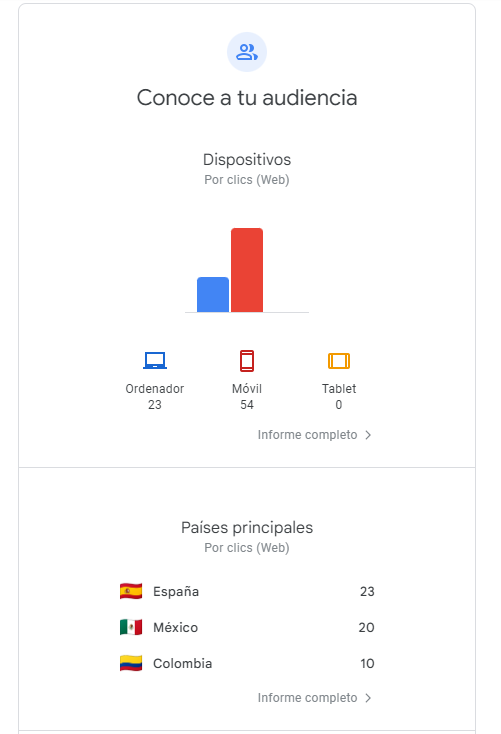 Conoce a tu audiencia
Dispositivos
Por clics (Web)
Ordenador
23
Móvil
54
Tablet
0
Informe completo
Países principales
Por clics (Web)
España 23
México 20
Colombia 10
Informe completo